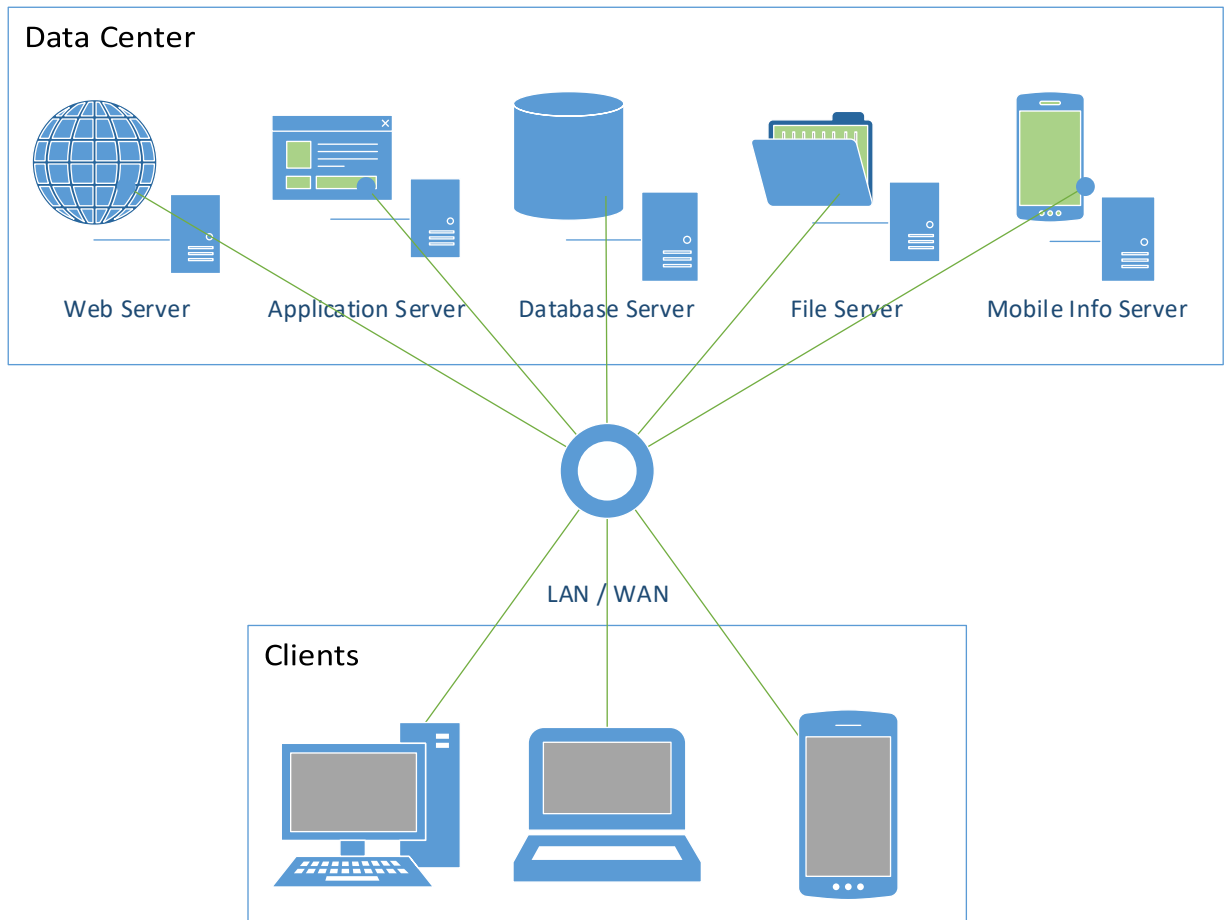 Data Center
Web Server
Application Server
Database Server
File Server
Mobile Info Server
LAN / WAN
Clients